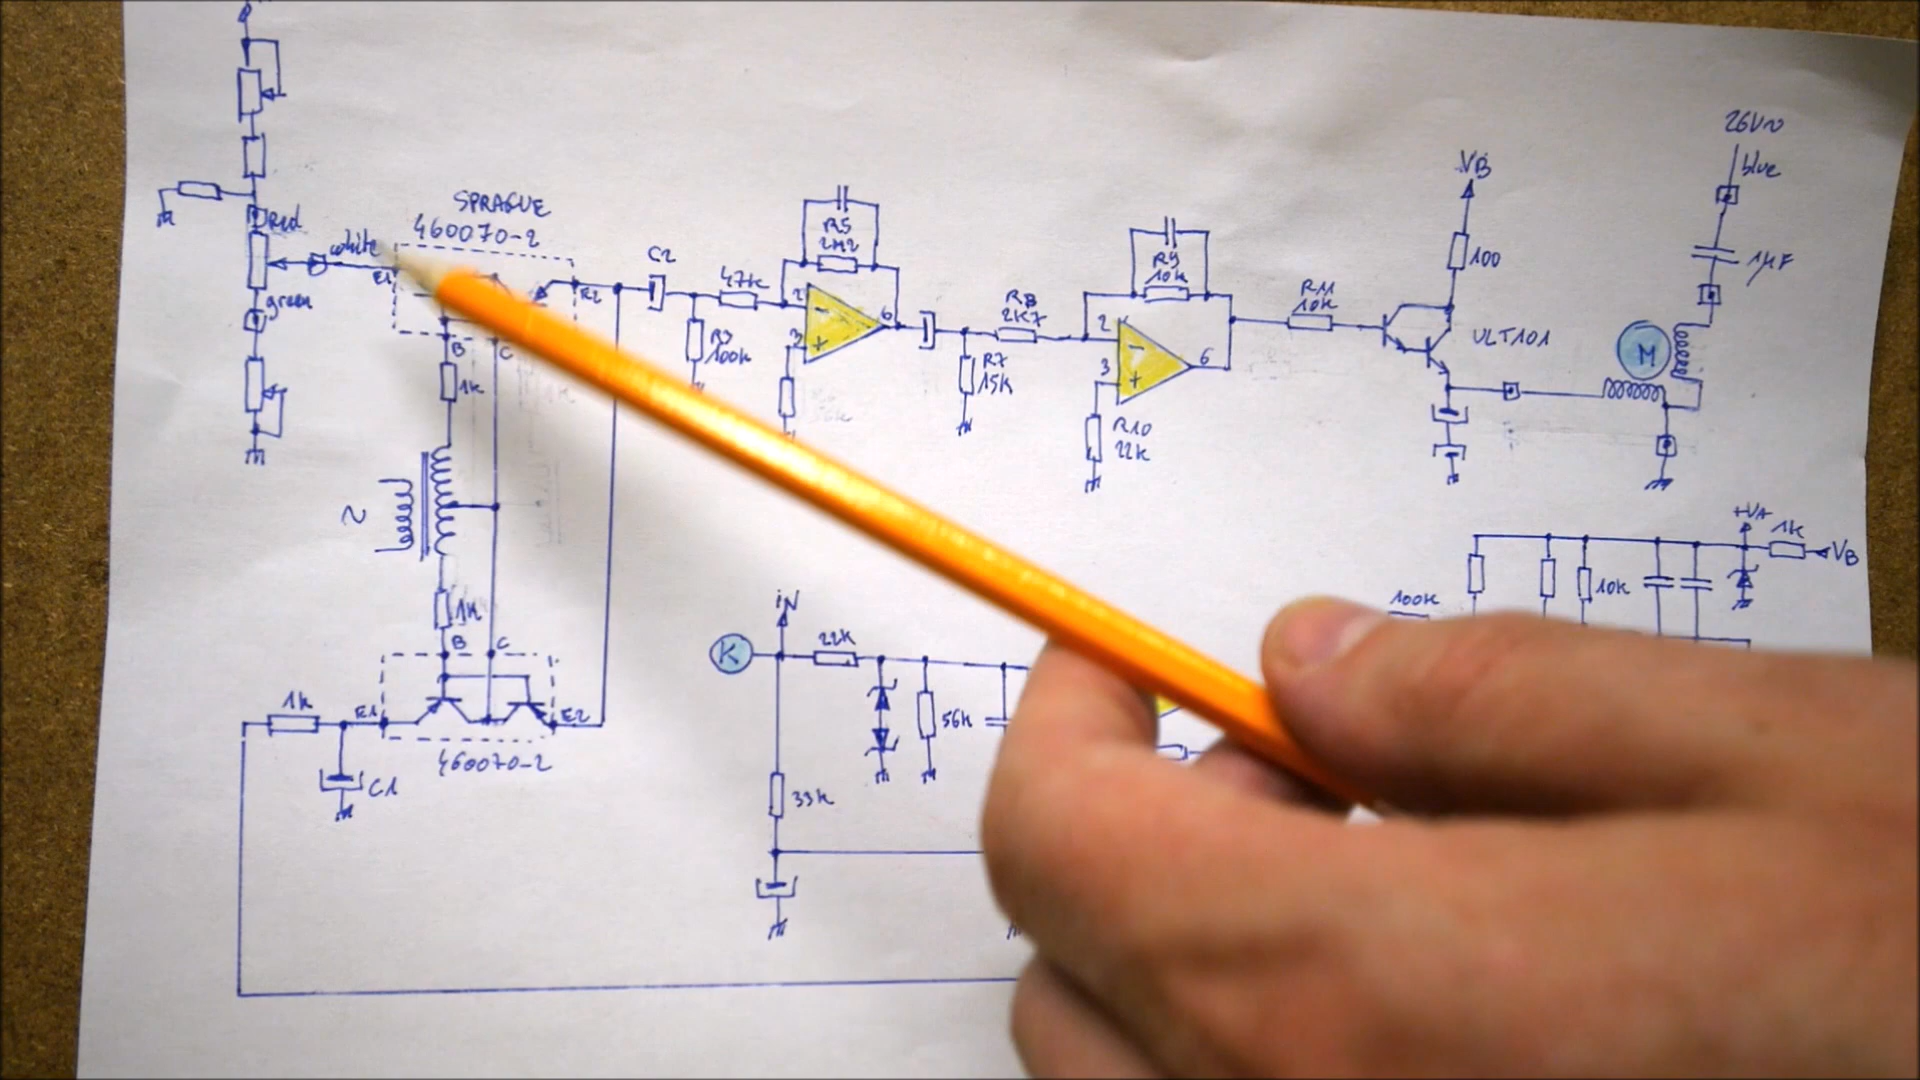 26V~
blue
VB
SPRAGUE
460070-2
Red
white
green
E1
E2
B
C
C2
47K
R3
100K
R5
2M2
2
3
6
R7
15K
R8
2K7
R9
10K
2
3
6
R10
22K
R11
10K
100
ULT101
1µF
M
1K
1K
~
1K
B
C
E1
E2
460070-2
C1
iN
K
22K
56K
33K
100K
10K
+VA
1K
VB